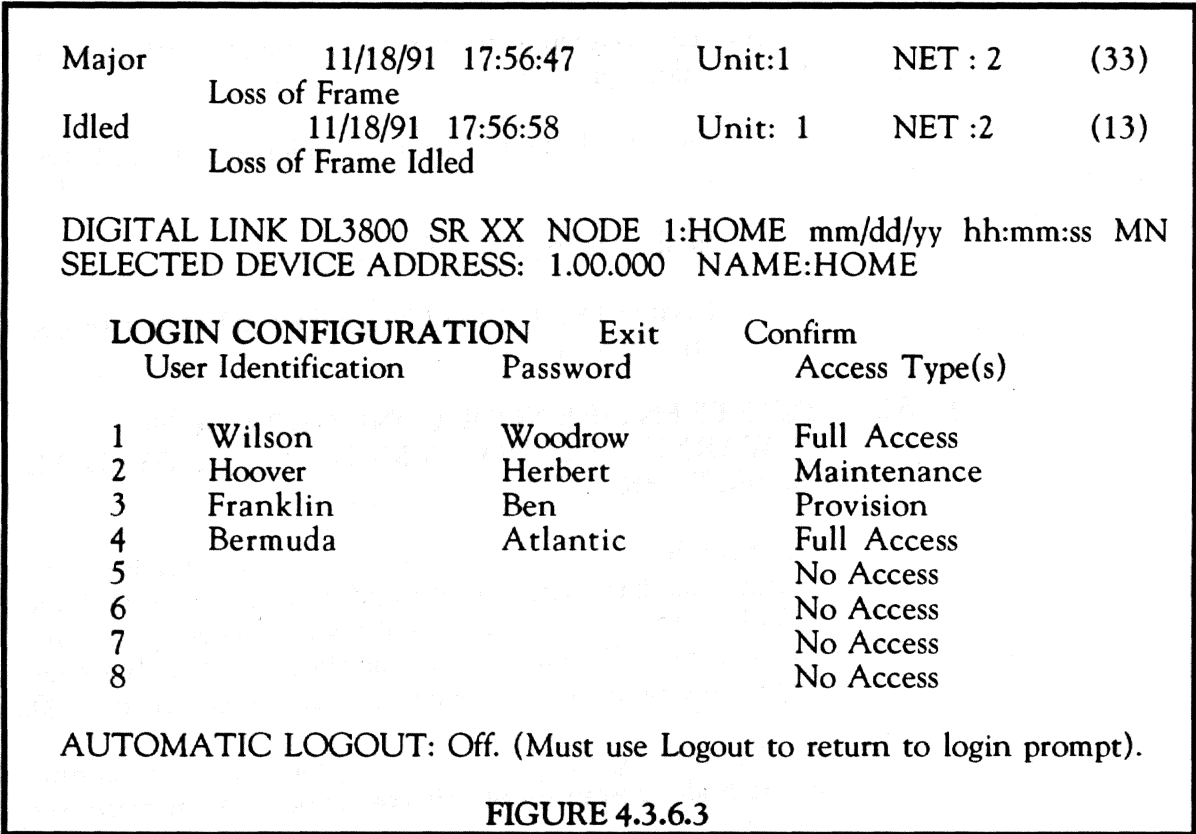 Major 11/18/91 17:56:47 Unit:1 NET : 2 (33)
Loss of Frame
Idled 11/18/91 17:56:58 Unit: 1 NET :2 (13)
Loss of Frame Idled
DIGITAL LINK DL3800 SR XX NODE 1:HOME mm/dd/yy hh:mm:ss MN
SELECTED DEVICE ADDRESS: 1.00.000 NAME:HOME
LOGIN CONFIGURATION Exit Confirm
User Identification Password Access Type(s)
1 Wilson Woodrow Full Access
2 Hoover Herbert Maintenance
3 Franklin Ben Provision
4 Bermuda Atlantic Full Access
5 No Access
6 No Access
7 No Access
8 No Access
AUTOMATIC LOGOUT: Off. (Must use Logout to return to login prompt).
FIGURE 4.3.6.3